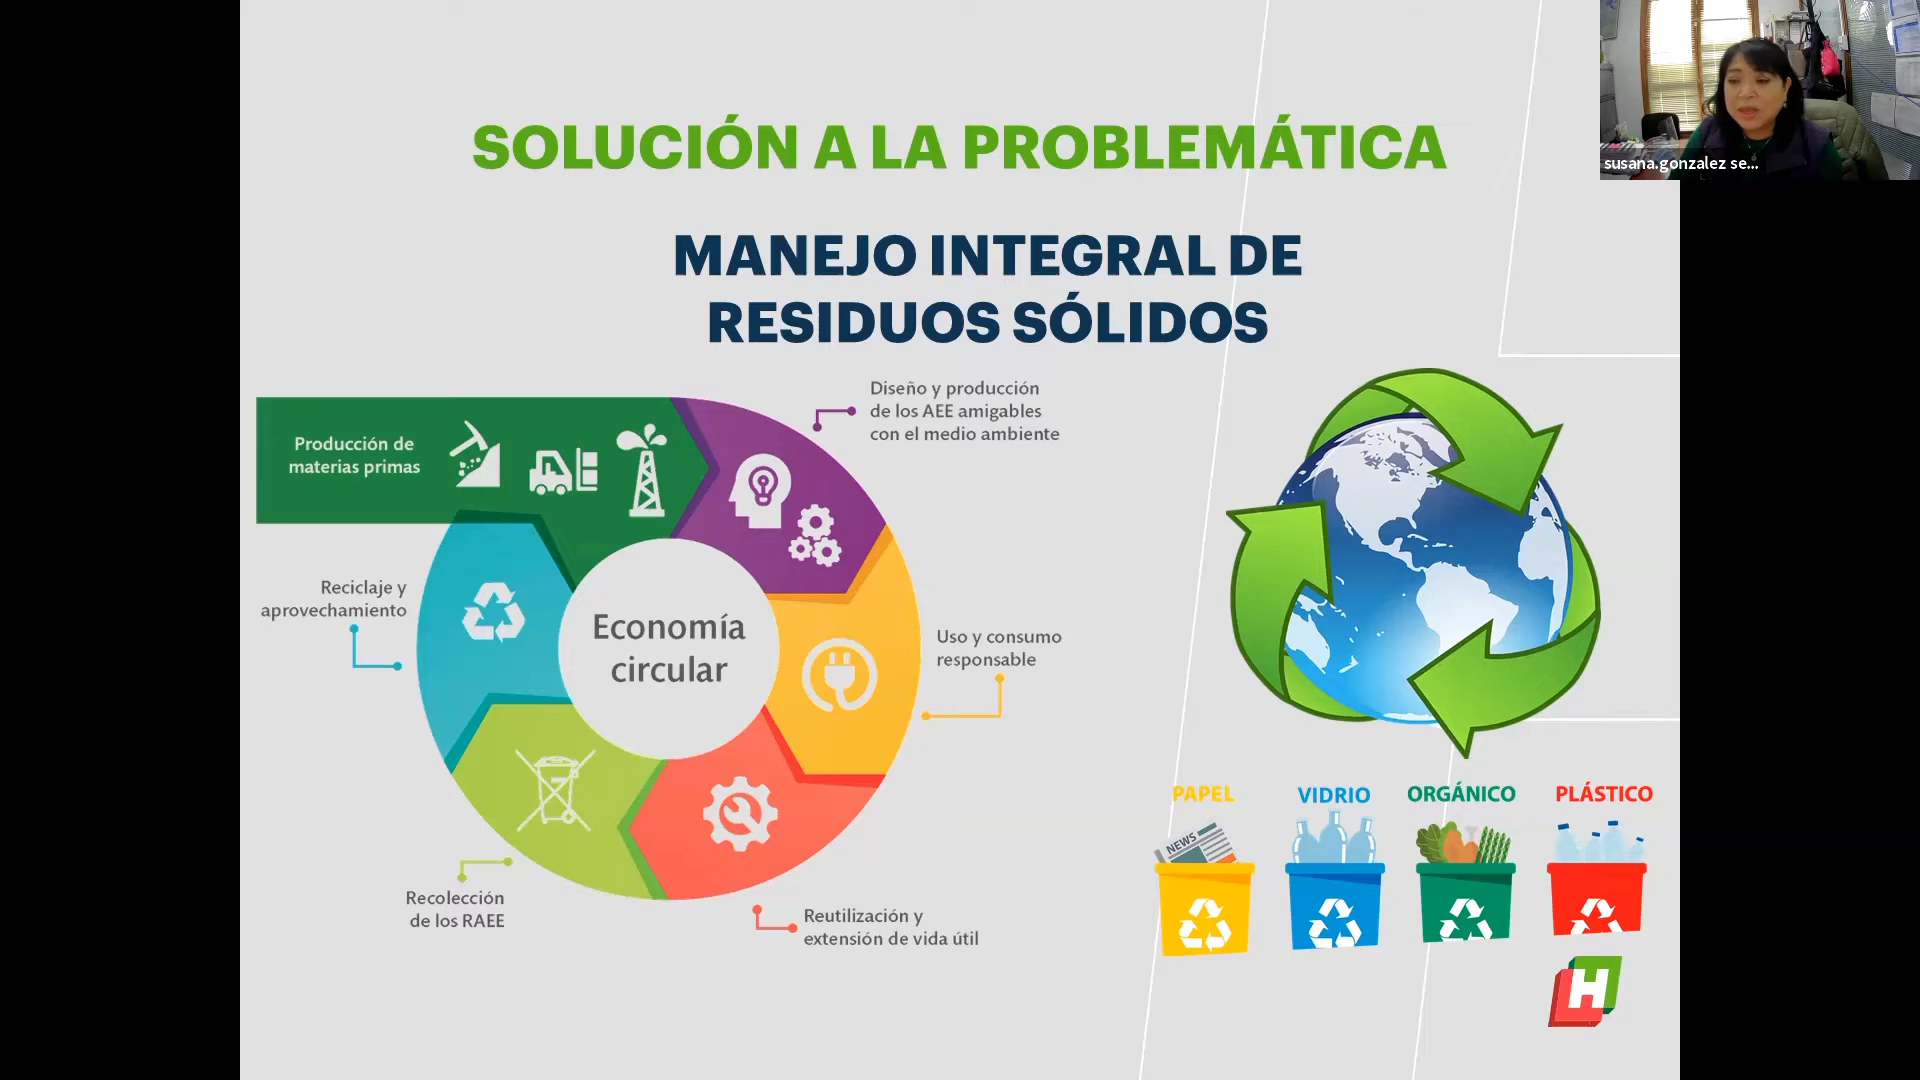 SOLUCIÓN A LA PROBLEMÁTICA
susana.gonzalez se...
MANEJO INTEGRAL DE
RESIDUOS SÓLIDOS
Diseño y producción
de los AEE amigables
con el medio ambiente
Producción de
materias primas
Reciclaje y
aprovechamiento
Economía
circular
Uso y consumo
responsable
Recolección
de los RAEE
Reutilización y
extensión de vida útil
PAPEL
VIDRIO
ORGÁNICO
PLÁSTICO
NEWS
H